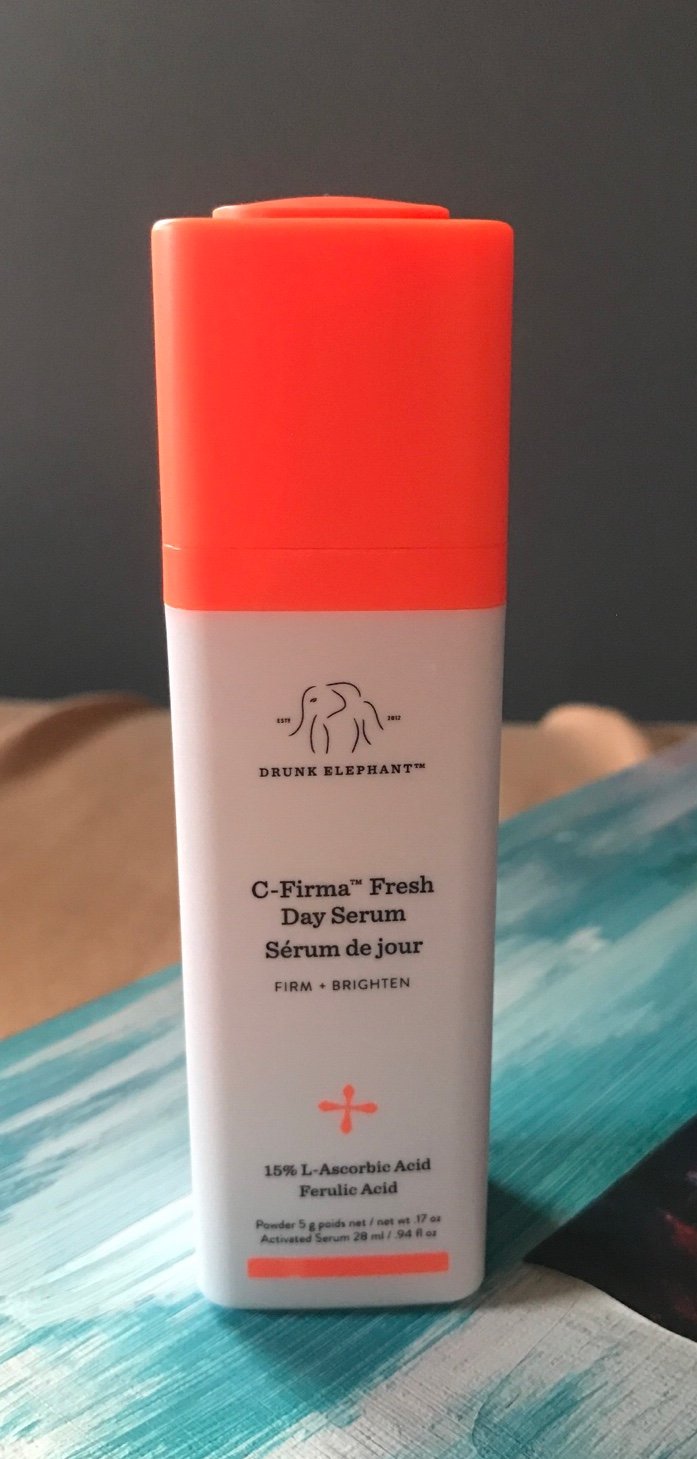 ESTD 2012
DRUNK ELEPHANT™
C-Firma™ Fresh
Day Serum
Sérum de jour
FIRM + BRIGHTEN
15% L-Ascorbic Acid
Ferulic Acid
Powder 5 g poids net / net wt .17 oz
Activated Serum 28 ml / .94 fl oz